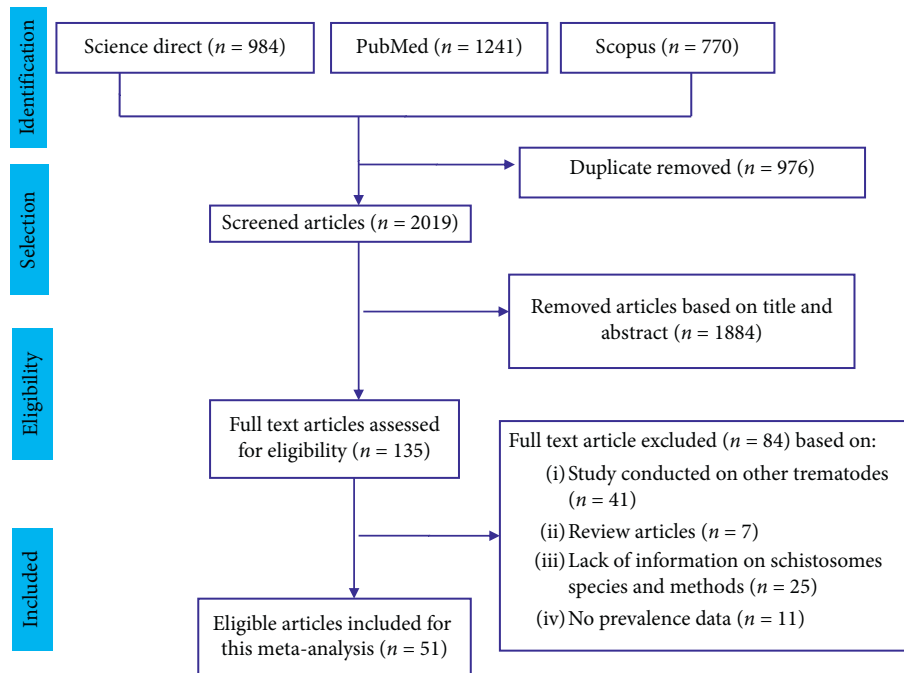 Identification
Science direct (n = 984)
PubMed (n = 1241)
Scopus (n = 770)
Duplicate removed (n = 976)
Selection
Screened articles (n = 2019)
Removed articles based on title and
abstract (n = 1884)
Eligibility
Full text articles assessed
for eligibility (n = 135)
Full text article excluded (n = 84) based on:
(i) Study conducted on other trematodes
(n = 41)
(ii) Review articles (n = 7)
(iii) Lack of information on schistosomes
species and methods (n = 25)
(iv) No prevalence data (n = 11)
Included
Eligible articles included for
this meta-analysis (n = 51)